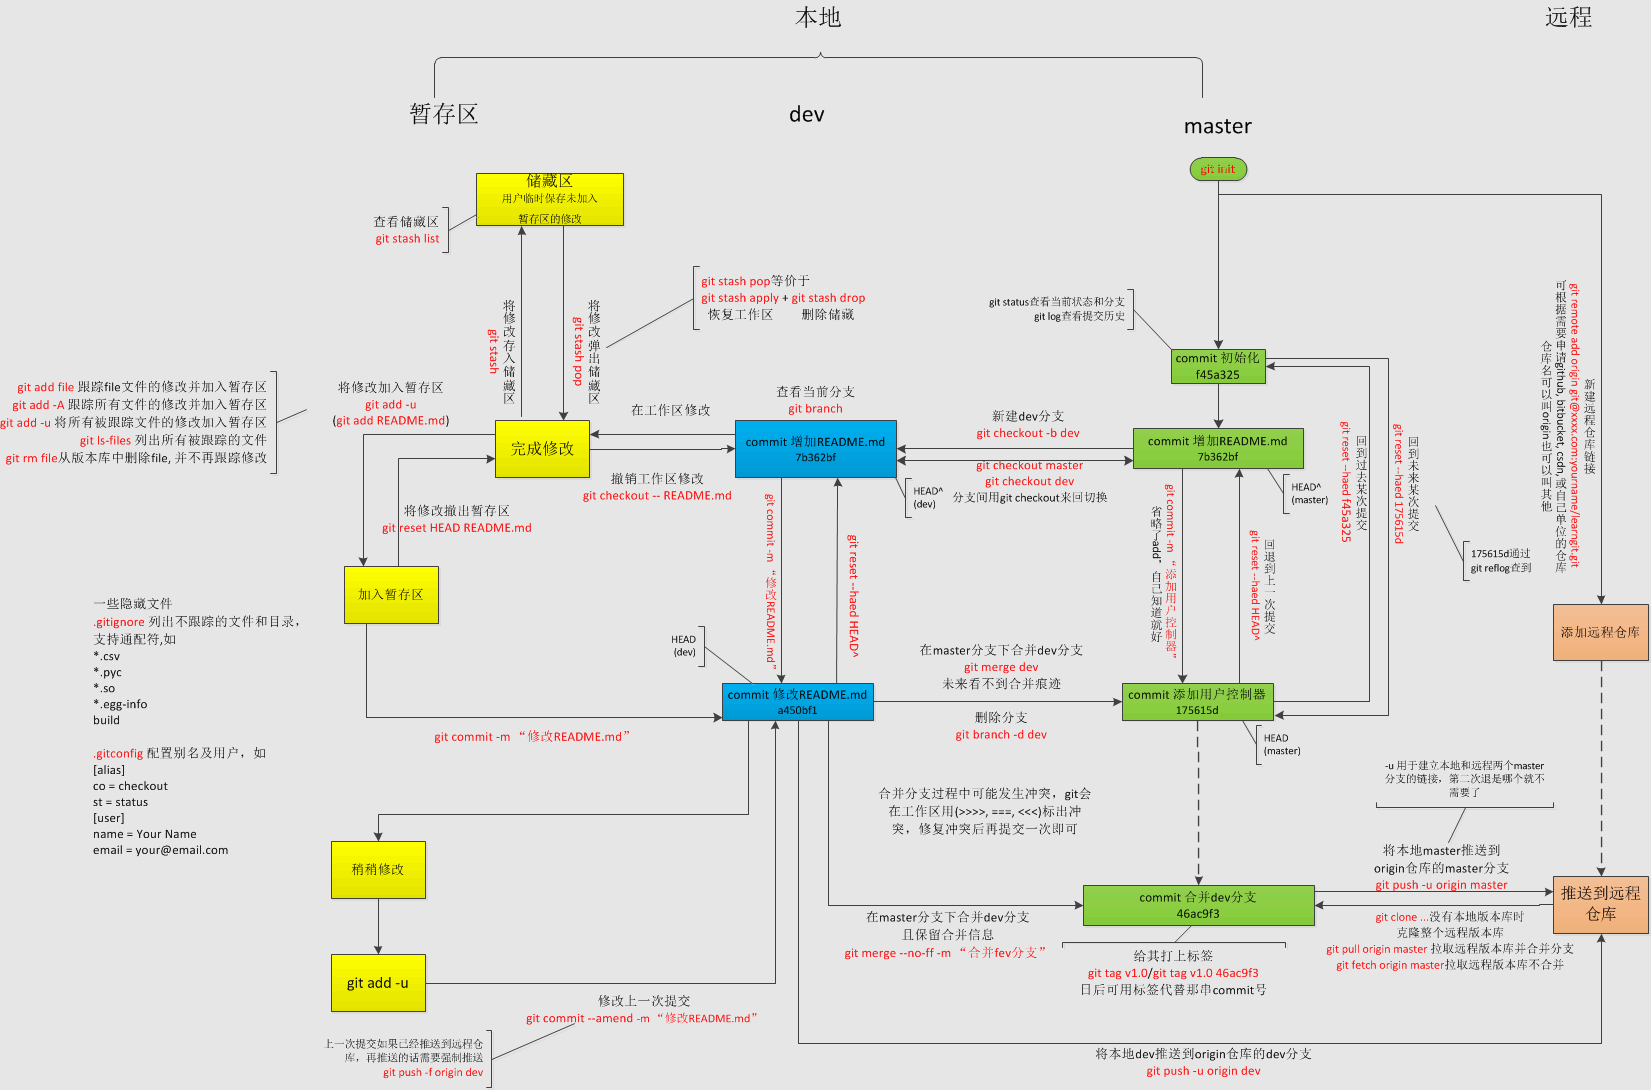 本地
远程
暂存区
dev
master
git init
储藏区
用户临时保存未加入
暂存区的修改
查看储藏区
git stash list
将修改存入储藏区
git stash
将修改弹出储藏区
git stash pop
git stash pop等价于
git stash apply + git stash drop
恢复工作区 删除储藏
git status查看当前状态和分支
git log查看提交历史
commit 初始化
f45a325
新建远程仓库链接
git remote add origin git@xxxx.com:yourname/learngit.git
可根据需要申请github, bitbucket, csdn, 或自己单位的仓库
仓库名可以叫origin也可以叫其他
git add file 跟踪file文件的修改并加入暂存区
git add -A 跟踪所有文件的修改并加入暂存区
git add -u 将所有被跟踪文件的修改加入暂存区
git ls-files 列出所有被跟踪的文件
git rm file从版本库中删除file, 并不再跟踪修改
将修改加入暂存区
git add -u
(git add README.md)
完成修改
在工作区修改
撤销工作区修改
git checkout -- README.md
查看当前分支
git branch
commit 增加README.md
7b362bf
HEAD^
(dev)
新建dev分支
git checkout -b dev
git checkout master
git checkout dev
分支间用git checkout来回切换
commit 增加README.md
7b362bf
HEAD^
(master)
回到过去某次提交
git reset --haed f45a325
回到未来某次提交
git reset --haed 175615d
175615d通过
git reflog查到
将修改撤出暂存区
git reset HEAD README.md
加入暂存区
git commit -m “修改README.md”
git reset --haed HEAD^
git commit -m “添加用户控制器”
省略了“add” 自己知道就好
回退到上一次提交
git reset --haed HEAD^
一些隐藏文件
.gitignore 列出不跟踪的文件和目录，
支持通配符,如
*.csv
*.pyc
*.so
*.egg-info
build
.gitconfig 配置别名及用户，如
[alias]
co = checkout
st = status
[user]
name = Your Name
email = your@email.com
HEAD
(dev)
commit 修改README.md
a450bf1
git commit -m “修改README.md”
在master分支下合并dev分支
git merge dev
未来看不到合并痕迹
删除分支
git branch -d dev
commit 添加用户控制器
175615d
HEAD
(master)
添加远程仓库
合并分支过程中可能发生冲突，git会
在工作区用(>>>>, ===, <<<)标出冲
突，修复冲突后再提交一次即可
-u 用于建立本地和远程两个master
分支的链接，第二次退是哪个就不
需要了
将本地master推送到
origin仓库的master分支
git push -u origin master
稍稍修改
git add -u
在master分支下合并dev分支
且保留合并信息
git merge --no-ff -m “合并fev分支”
commit 合并dev分支
46ac9f3
给其打上标签
git tag v1.0/git tag v1.0 46ac9f3
日后可用标签代替那串commit号
推送到远程
仓库
git clone ...没有本地版本库时
克隆整个远程版本库
git pull origin master 拉取远程版本库并合并分支
git fetch origin master拉取远程版本库不合并
修改上一次提交
git commit --amend -m “修改README.md”
上一次提交如果已经推送到远程仓
库，再推送的话需要强制推送
git push -f origin dev
将本地dev推送到origin仓库的dev分支
git push -u origin dev